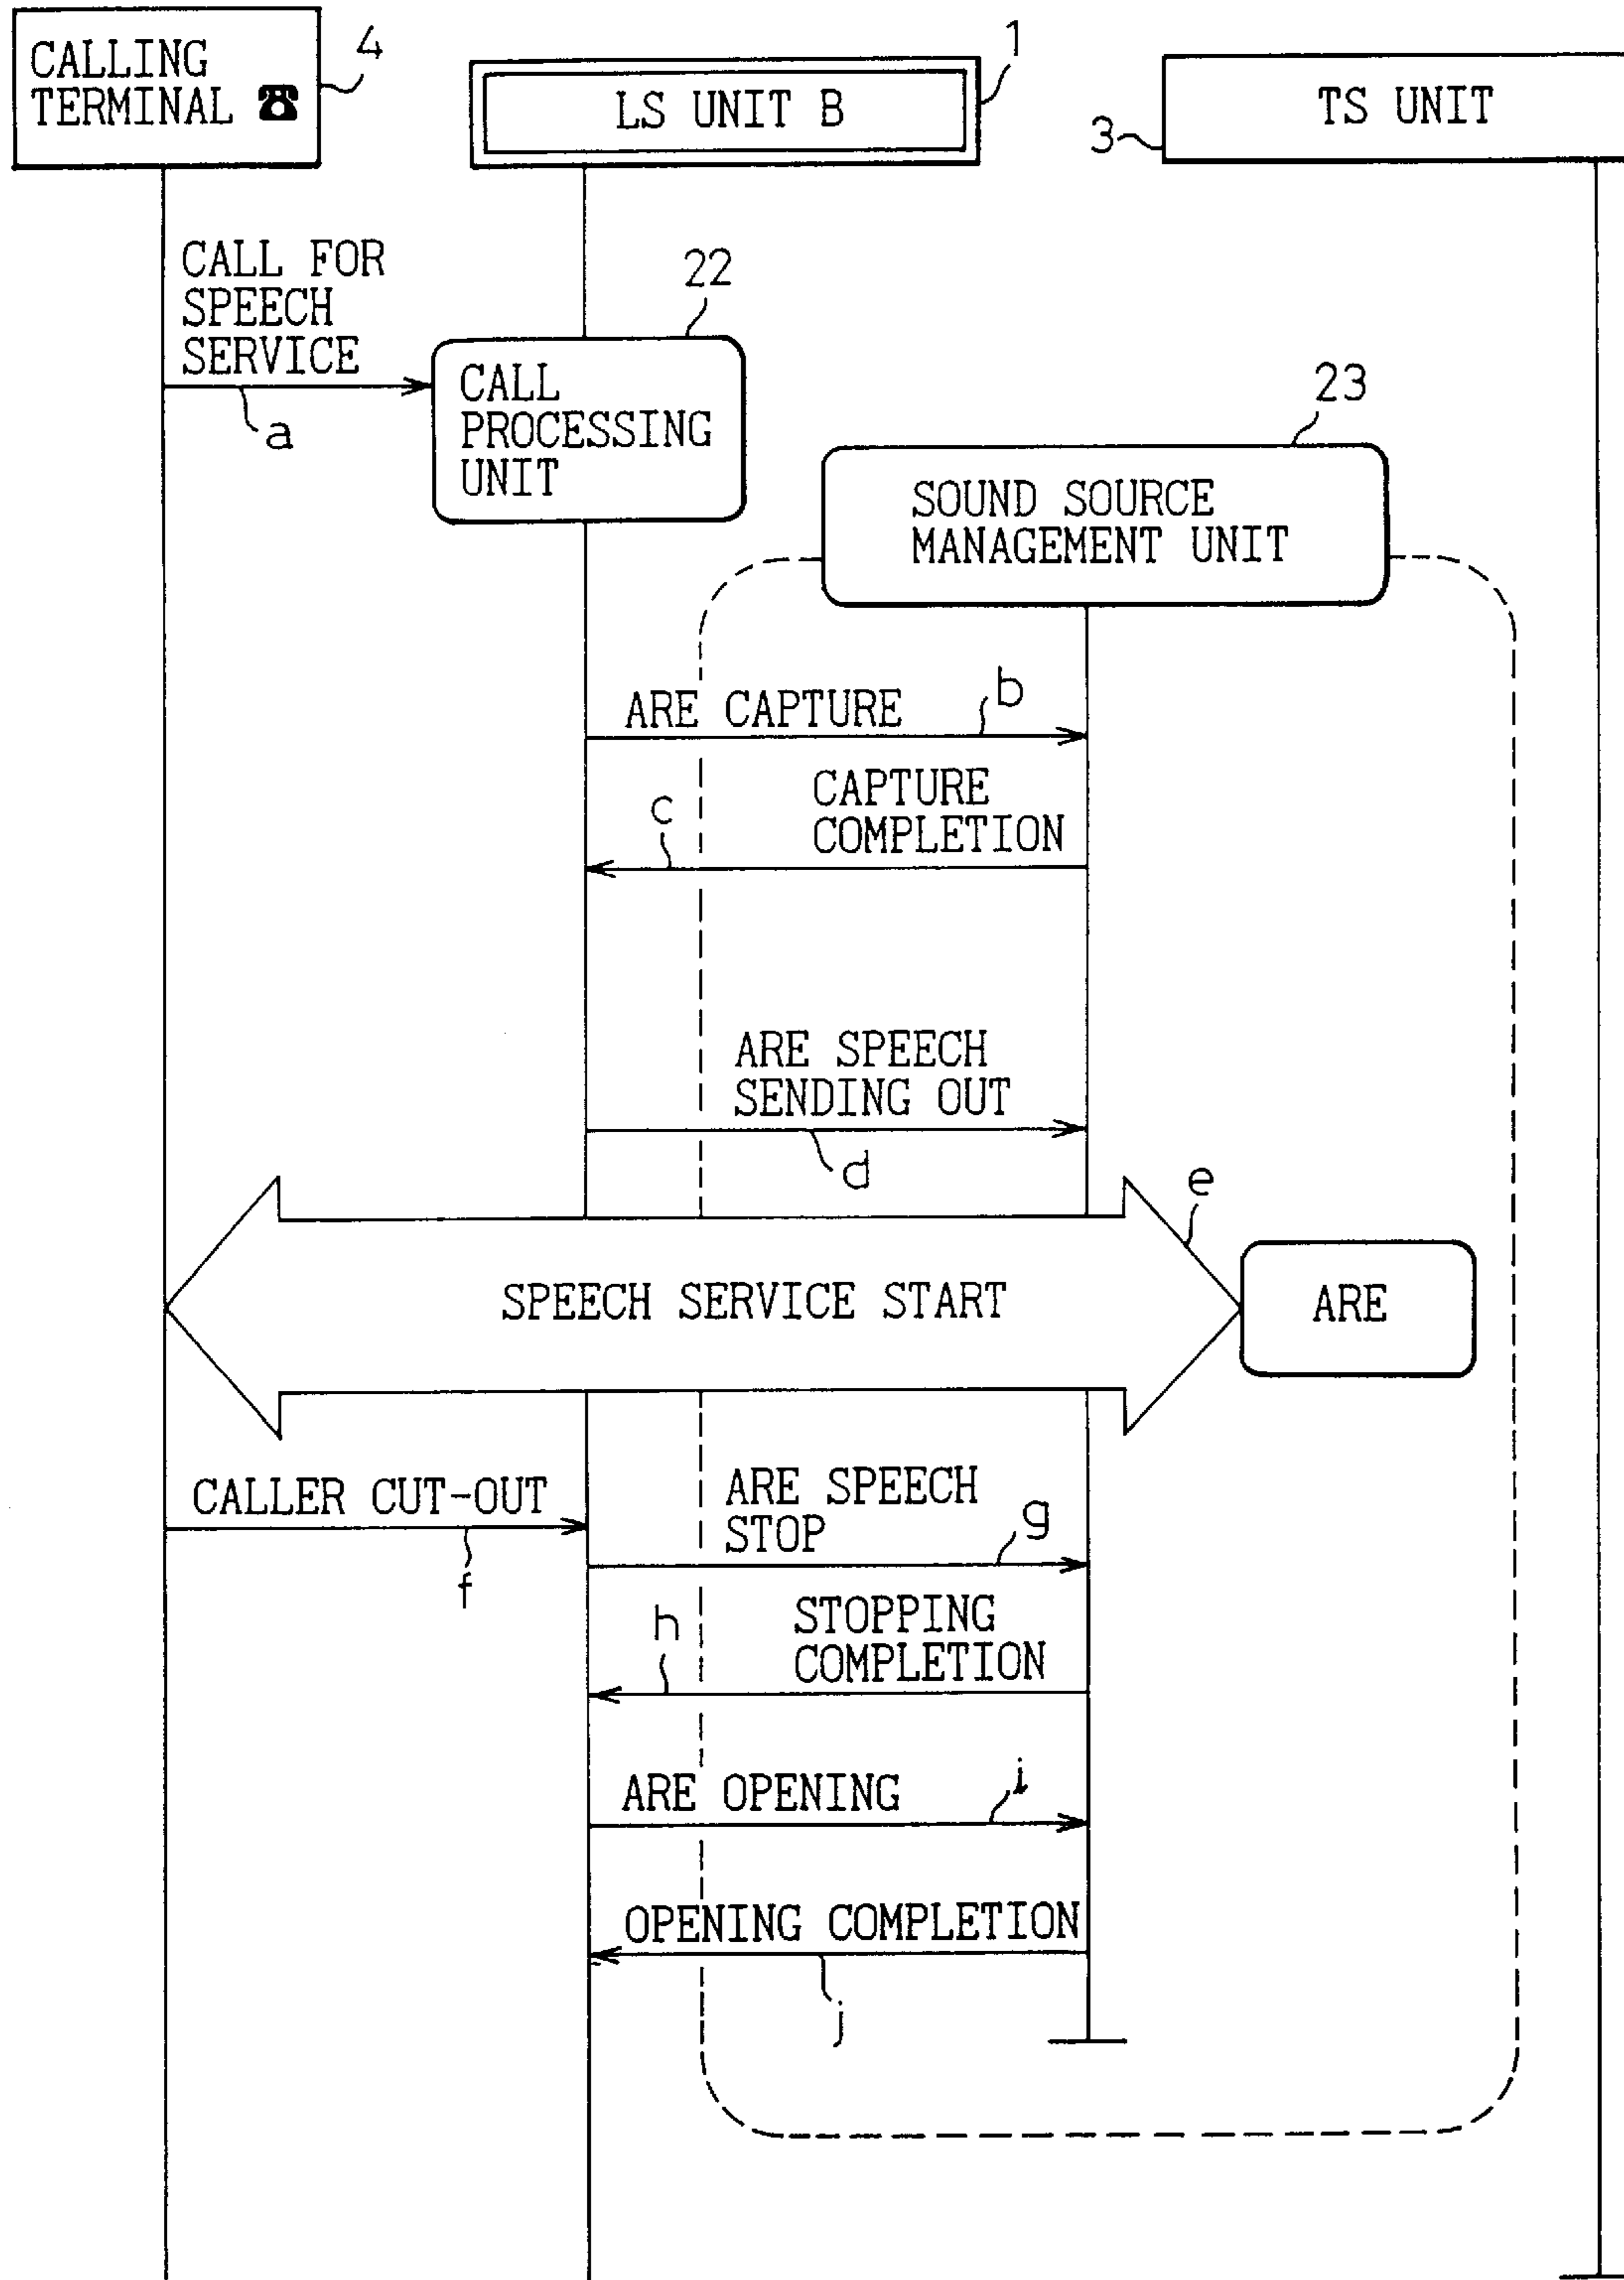 CALLING
TERMINAL ☎
4
LS UNIT B
1
TS UNIT
3
CALL FOR
SPEECH
SERVICE
a
22
CALL
PROCESSING
UNIT
23
SOUND SOURCE
MANAGEMENT UNIT
ARE CAPTURE
b
CAPTURE
COMPLETION
c
ARE SPEECH
SENDING OUT
d
e
SPEECH SERVICE START
ARE
CALLER CUT-OUT
f
ARE SPEECH
STOP
g
STOPPING
COMPLETION
h
ARE OPENING
i
OPENING COMPLETION
j